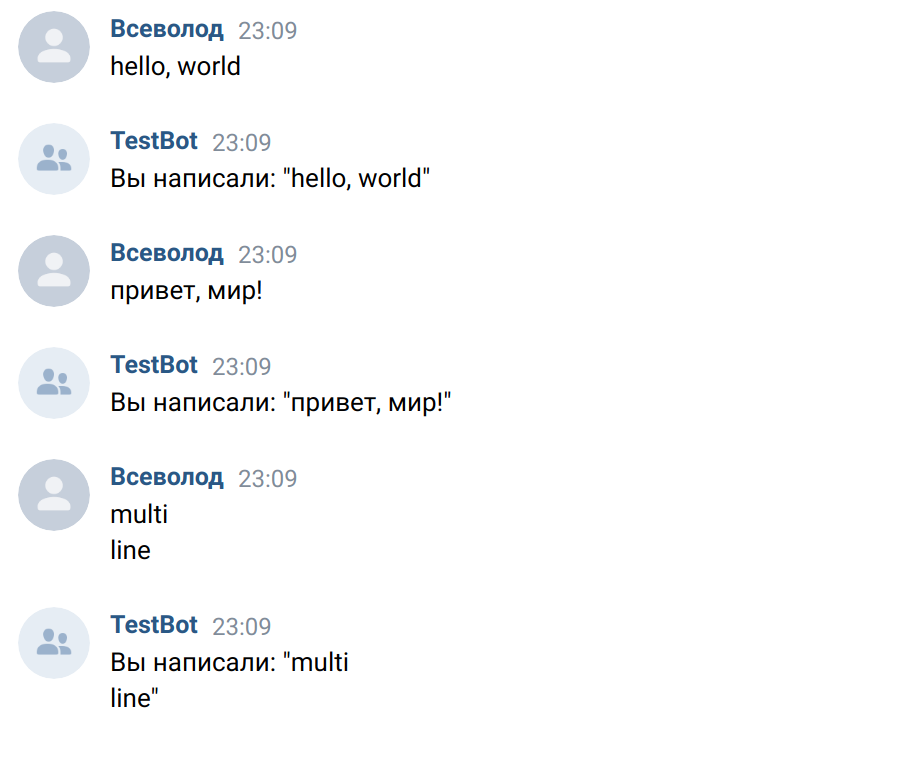 Всеволод 23:09
hello, world
TestBot 23:09
Вы написали: "hello, world"
Всеволод 23:09
привет, мир!
TestBot 23:09
Вы написали: "привет, мир!"
Всеволод 23:09
multi
line
TestBot 23:09
Вы написали: "multi
line"